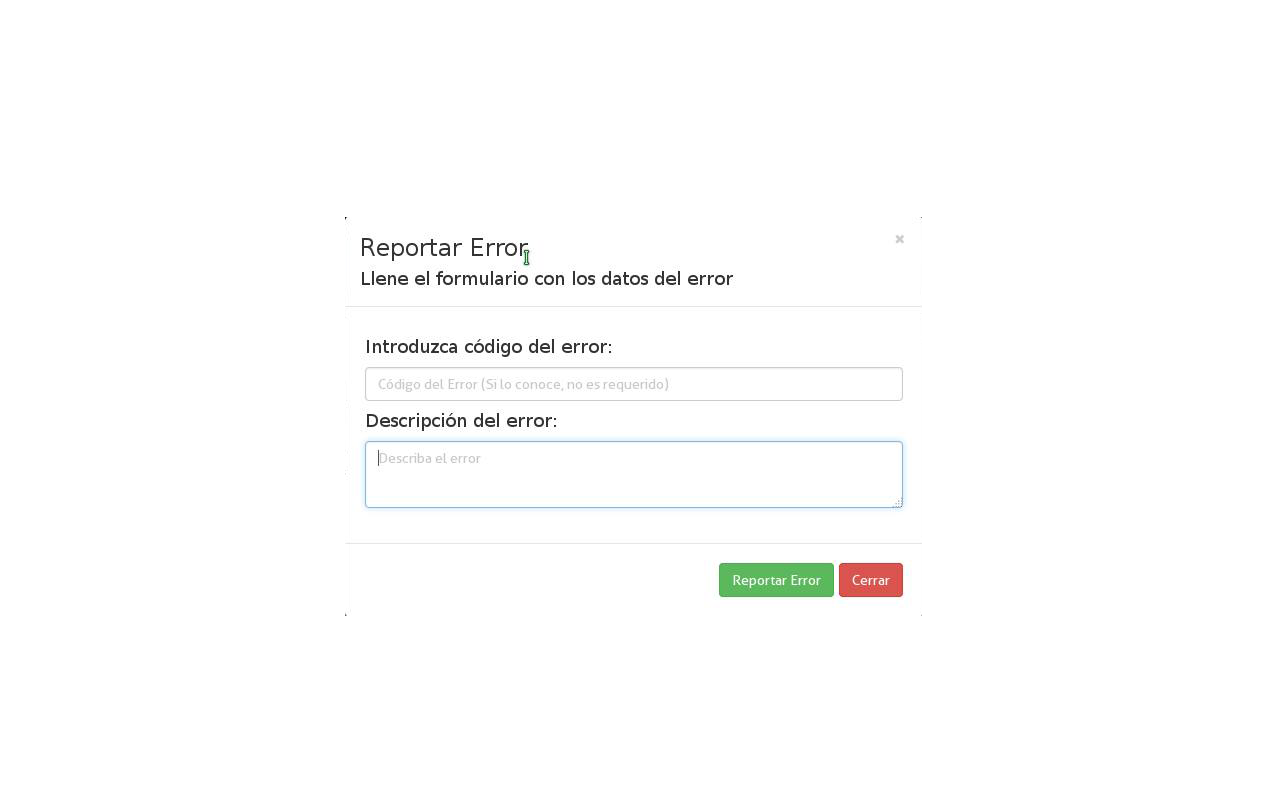 Reportar Error
Llene el formulario con los datos del error
Introduzca código del error:
Código del Error (Si lo conoce, no es requerido)
Descripción del error:
Describa el error
Reportar Error
Cerrar